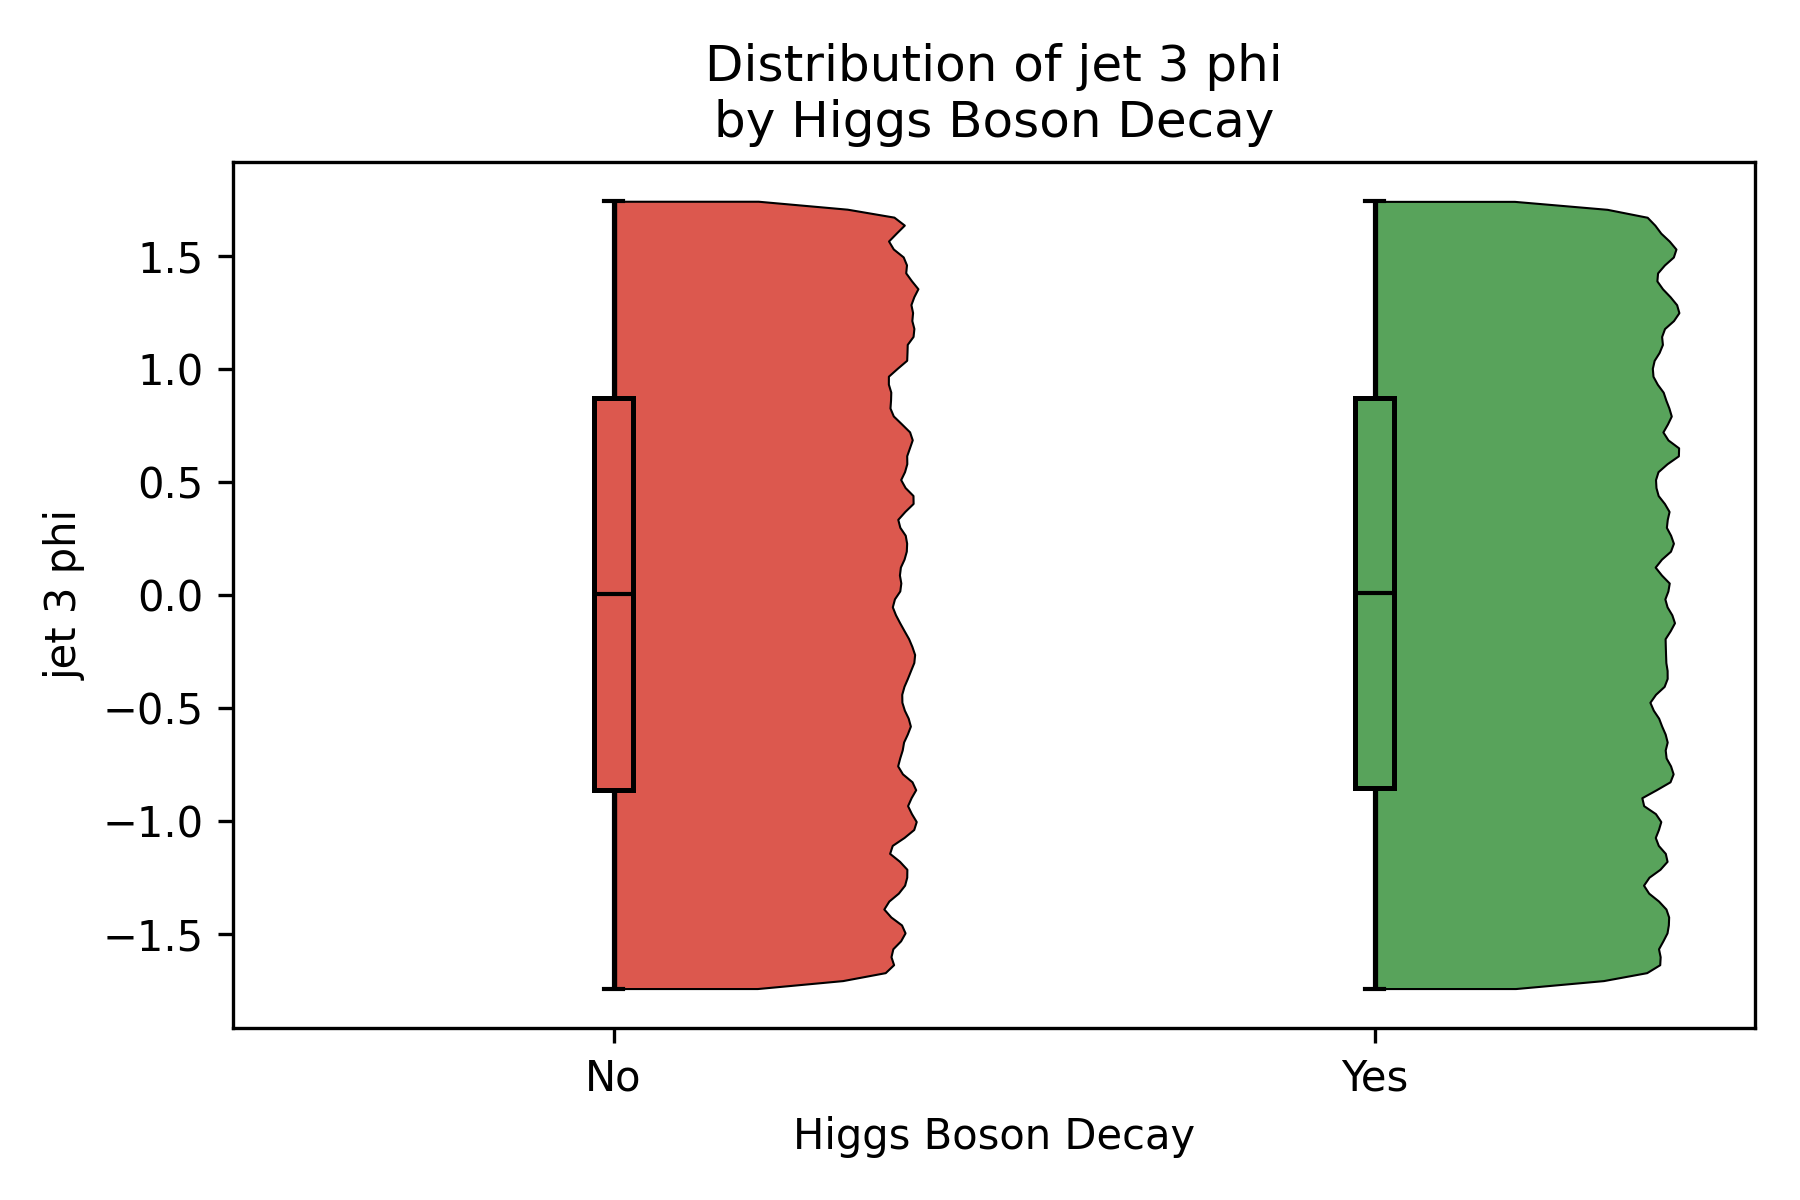 Distribution of jet 3 phi
by Higgs Boson Decay
jet 3 phi
1.5
1.0
0.5
0.0
−0.5
−1.0
−1.5
No
Yes
Higgs Boson Decay